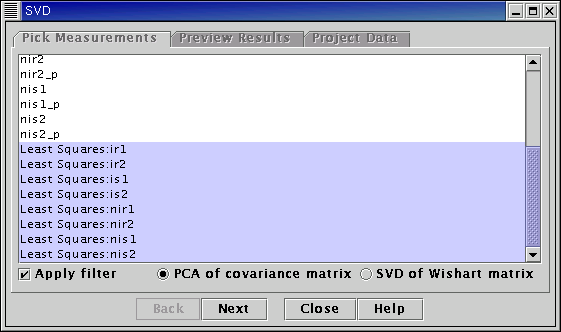 SVD
Pick Measurements Preview Results Project Data
nir2
nir2_p
nis1
nis1_p
nis2
nis2_p
Least Squares:ir1
Least Squares:ir2
Least Squares:is1
Least Squares:is2
Least Squares:nir1
Least Squares:nir2
Least Squares:nis1
Least Squares:nis2
Apply filter PCA of covariance matrix SVD of Wishart matrix
Back Next Close Help